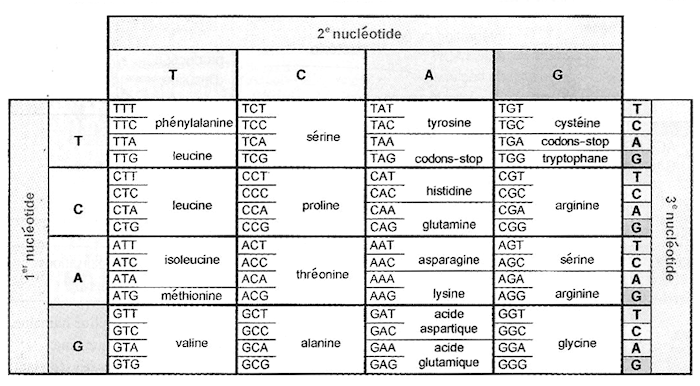 2e nucléotide
T C A G
1er nucléotide
3e nucléotide
T
TTT phénylalanine TCT sérine TAT tyrosine TGT cystéine T
TTC TCC TAC TGC C
TTA leucine TCA TAA codons-stop TGA codons-stop A
TTG TCG TAG TGG tryptophane G
C
CTT leucine CCT proline CAT histidine CGT arginine T
CTC CCC CAC CGC C
CTA CCA CAA glutamine CGA A
CTG CCG CAG CGG G
A
ATT isoleucine ACT thréonine AAT asparagine AGT sérine T
ATC ACC AAC AGC C
ATA ACA AAA lysine AGA arginine A
ATG méthionine ACG AAG AGG G
G
GTT valine GCT alanine GAT acide aspartique GGT glycine T
GTC GCC GAC GGC C
GTA GCA GAA acide glutamique GGA A
GTG GCG GAG GGG G